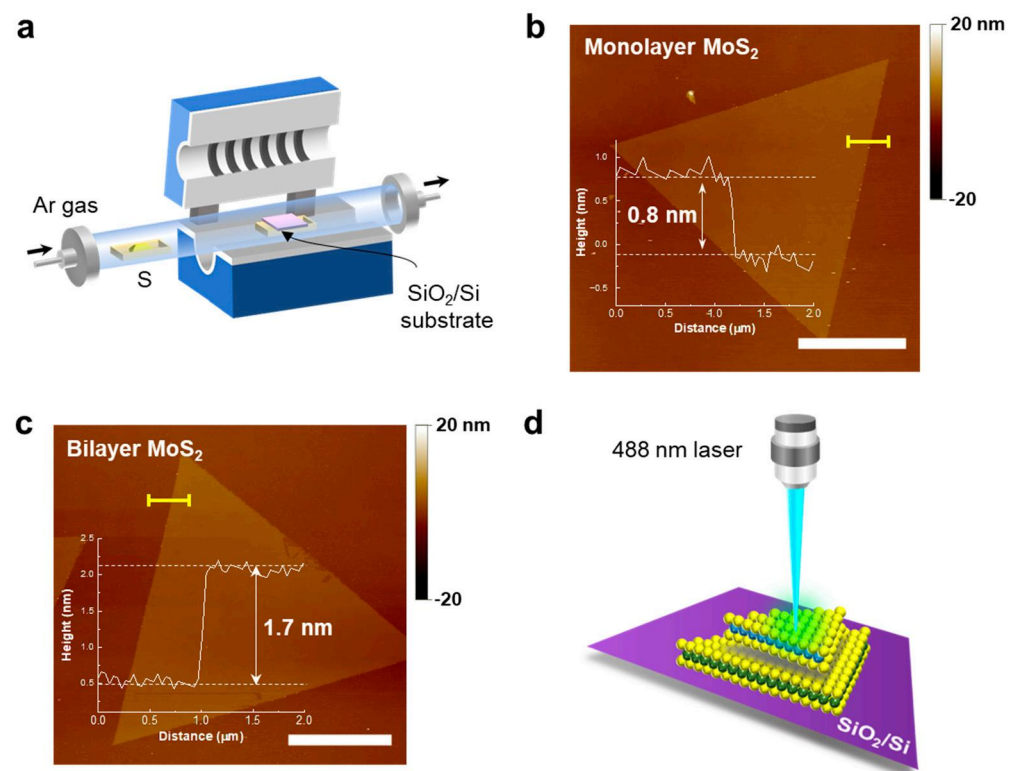 a
Ar gas
S
SiO₂/Si
substrate
b
Monolayer MoS₂
20 nm
-20
Height (nm)
1.0
0.5
0.0
−0.5
0.8 nm
0.0
0.5
1.0
1.5
2.0
Distance (μm)
c
Bilayer MoS₂
20 nm
-20
Height (nm)
2.5
2.0
1.5
1.0
0.5
1.7 nm
0.0
0.5
1.0
1.5
2.0
Distance (μm)
d
488 nm laser
SiO₂/Si